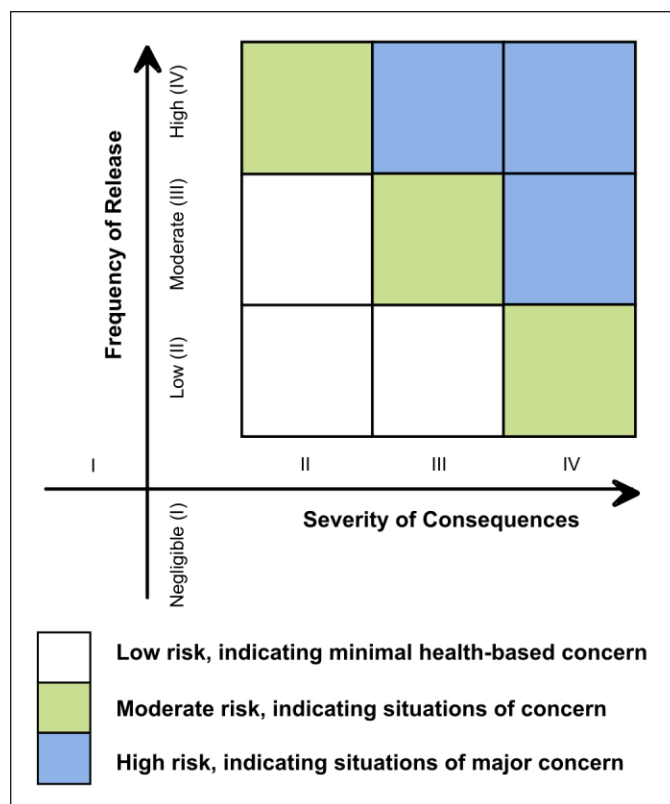 Frequency of Release
High (IV)
Moderate (III)
Low (II)
Negligible (I)
I
II
III
IV
Severity of Consequences
Low risk, indicating minimal health-based concern
Moderate risk, indicating situations of concern
High risk, indicating situations of major concern